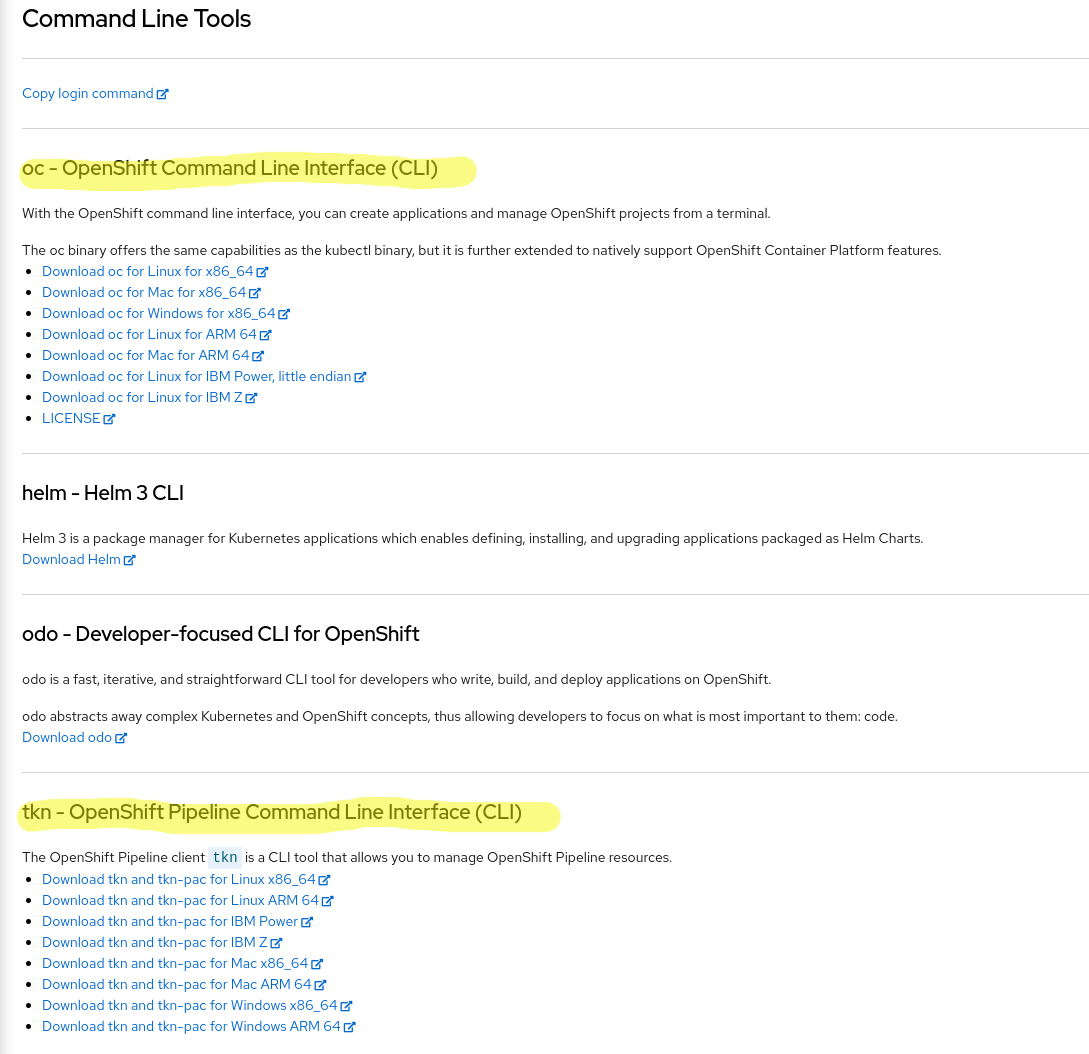 Command Line Tools
Copy login command
oc - OpenShift Command Line Interface (CLI)
With the OpenShift command line interface, you can create applications and manage OpenShift projects from a terminal.
The oc binary offers the same capabilities as the kubectl binary, but it is further extended to natively support OpenShift Container Platform features.
Download oc for Linux for x86_64
Download oc for Mac for x86_64
Download oc for Windows for x86_64
Download oc for Linux for ARM 64
Download oc for Mac for ARM 64
Download oc for Linux for IBM Power, little endian
Download oc for Linux for IBM Z
LICENSE
helm - Helm 3 CLI
Helm 3 is a package manager for Kubernetes applications which enables defining, installing, and upgrading applications packaged as Helm Charts.
Download Helm
odo - Developer-focused CLI for OpenShift
odo is a fast, iterative, and straightforward CLI tool for developers who write, build, and deploy applications on OpenShift.
odo abstracts away complex Kubernetes and OpenShift concepts, thus allowing developers to focus on what is most important to them: code.
Download odo
tkn - OpenShift Pipeline Command Line Interface (CLI)
The OpenShift Pipeline client tkn is a CLI tool that allows you to manage OpenShift Pipeline resources.
Download tkn and tkn-pac for Linux x86_64
Download tkn and tkn-pac for Linux ARM 64
Download tkn and tkn-pac for IBM Power
Download tkn and tkn-pac for IBM Z
Download tkn and tkn-pac for Mac x86_64
Download tkn and tkn-pac for Mac ARM 64
Download tkn and tkn-pac for Windows x86_64
Download tkn and tkn-pac for Windows ARM 64